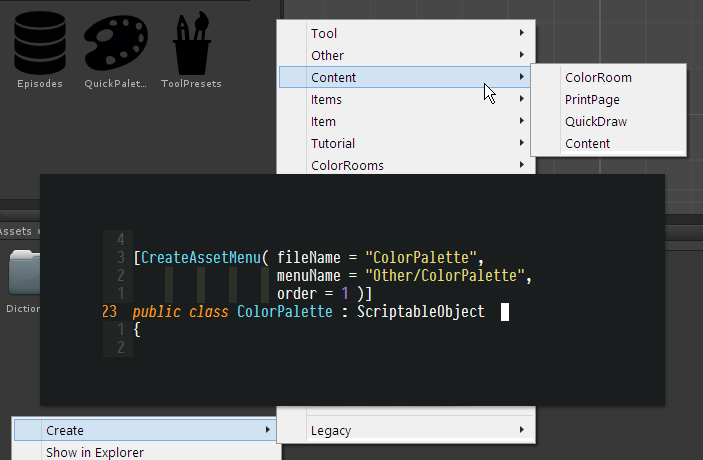 Episodes
QuickPalet...
ToolPresets
Tool
Other
Content
Items
Item
Tutorial
ColorRooms
ColorRoom
PrintPage
QuickDraw
Content
Assets
Diction
4
3 [CreateAssetMenu( fileName = "ColorPalette",
2 menuName = "Other/ColorPalette",
1 order = 1 )]
23 public class ColorPalette : ScriptableObject
1 {
2
Create
Show in Explorer
Legacy